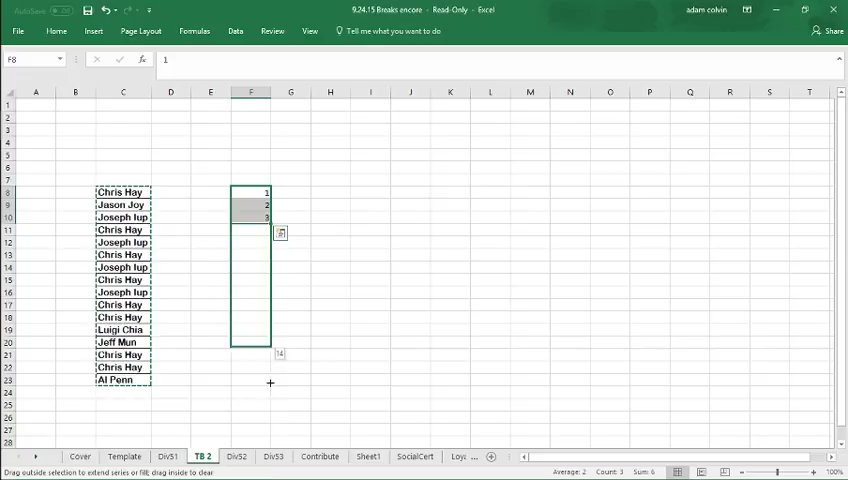 AutoSave Off 9.24.15 Breaks encore - Read-Only - Excel adam colvin
File Home Insert Page Layout Formulas Data Review View Tell me what you want to do Share
F8 fx 1
A B C D E F G H I J K L M N O P Q R S T
1
2
3
4
5
6
7
8 Chris Hay 1
9 Jason Joy 2
10 Joseph Iup 3
11 Chris Hay
12 Joseph Iup
13 Chris Hay
14 Joseph Iup
15 Chris Hay
16 Joseph Iup
17 Chris Hay
18 Chris Hay
19 Luigi Chia
20 Jeff Mun
21 Chris Hay 14
22 Chris Hay
23 Al Penn
24
25
26
27
28
Cover Template Div51 TB 2 Div52 Div53 Contribute Sheet1 SocialCert Loya ...
Drag outside selection to extend series or fill; drag inside to clear Average: 2 Count: 3 Sum: 6 100%